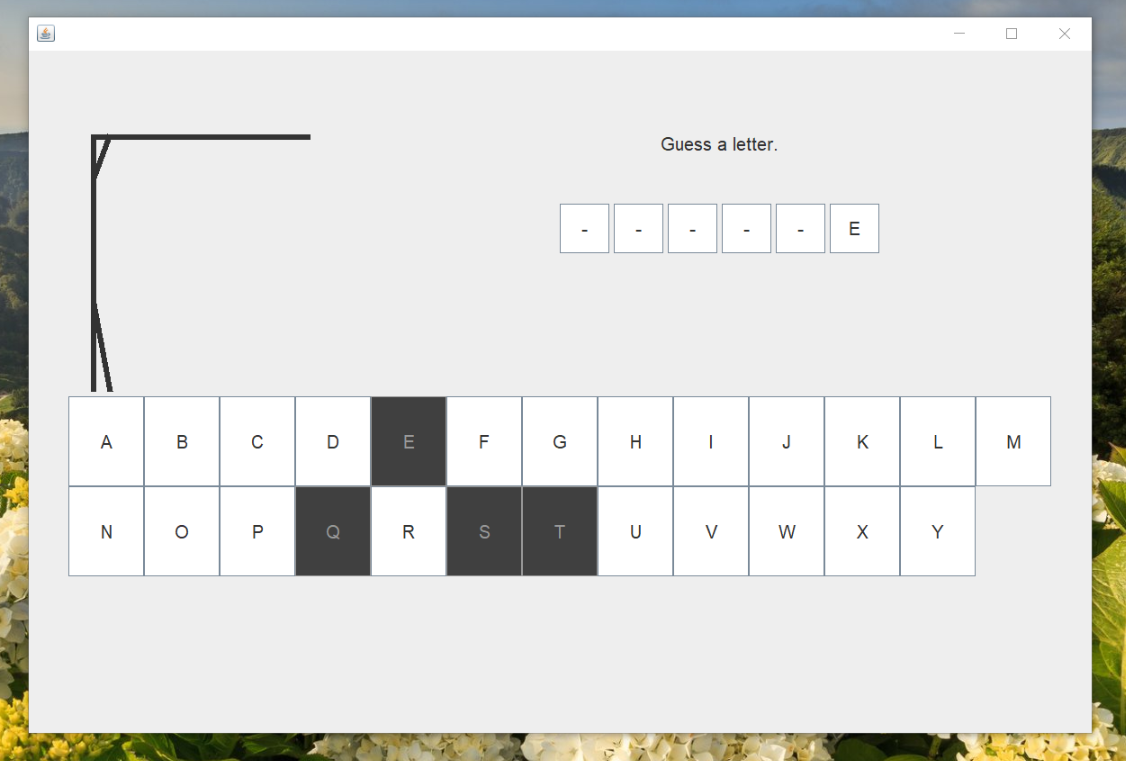 Guess a letter.
- - - - - E
A B C D E F G H I J K L M
N O P Q R S T U V W X Y